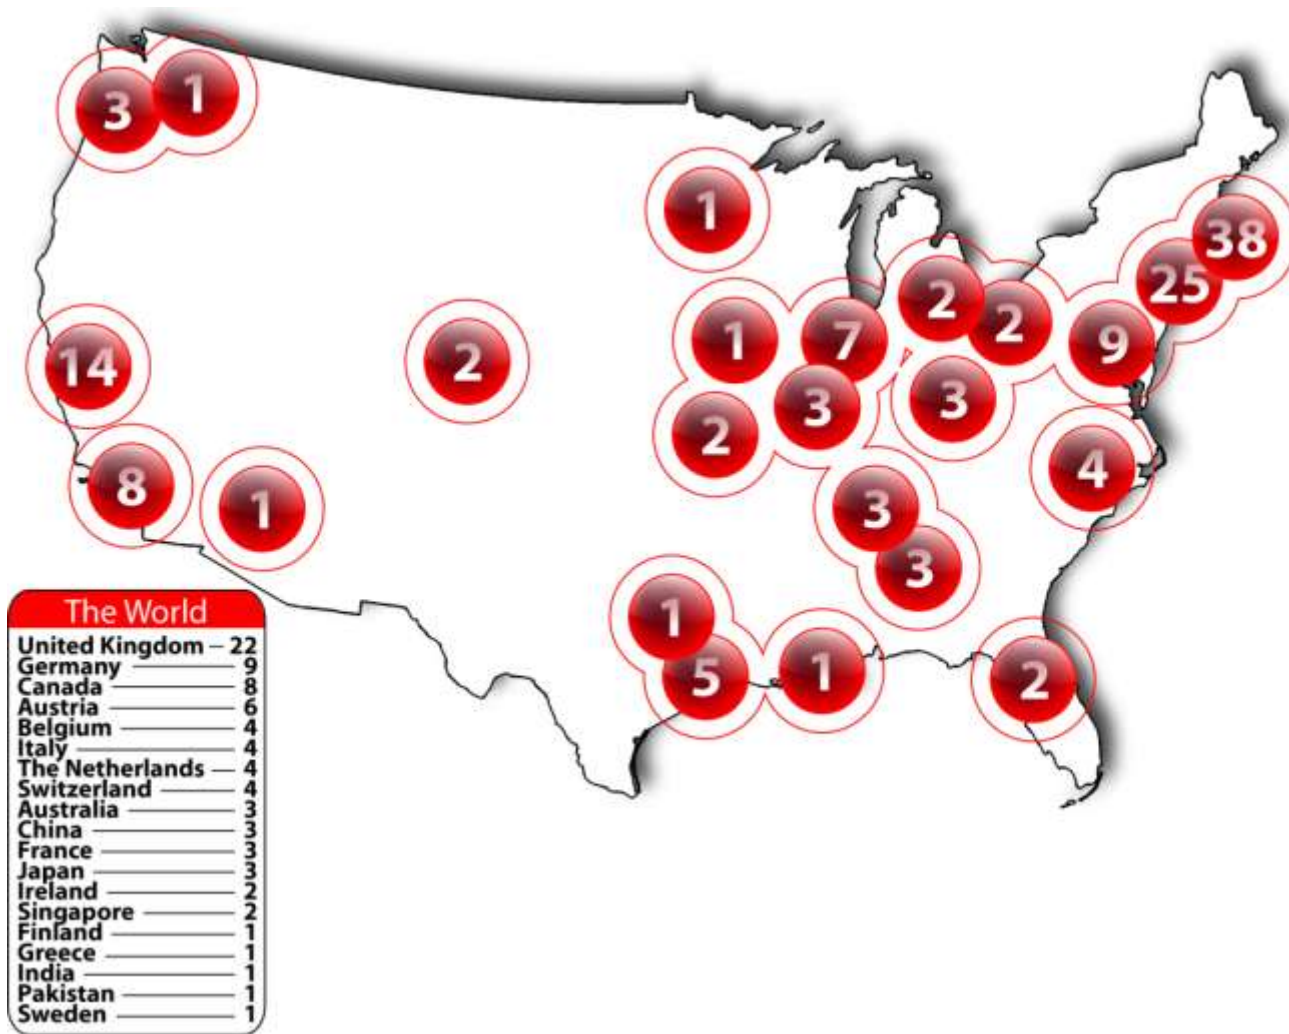 3
1
1
38
25
2
2
9
1
7
14
2
3
3
2
4
8
1
3
3
1
5
1
2
The World
United Kingdom 22
Germany 9
Canada 8
Austria 6
Belgium 4
Italy 4
The Netherlands 4
Switzerland 4
Australia 3
China 3
France 3
Japan 3
Ireland 2
Singapore 2
Finland 1
Greece 1
India 1
Pakistan 1
Sweden 1